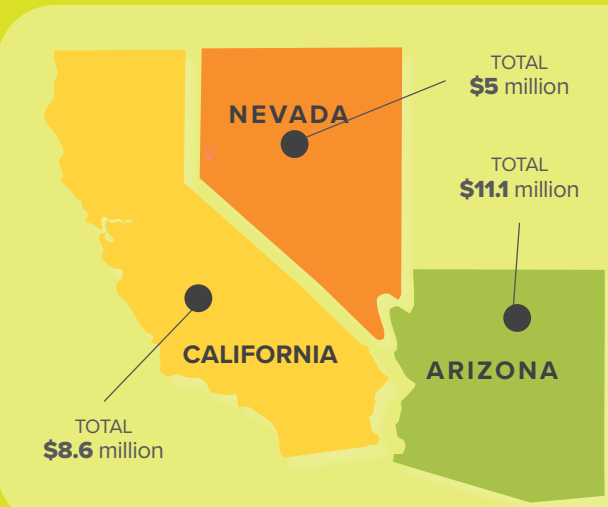 TOTAL
$5 million
NEVADA
TOTAL
$11.1 million
CALIFORNIA
ARIZONA
TOTAL
$8.6 million